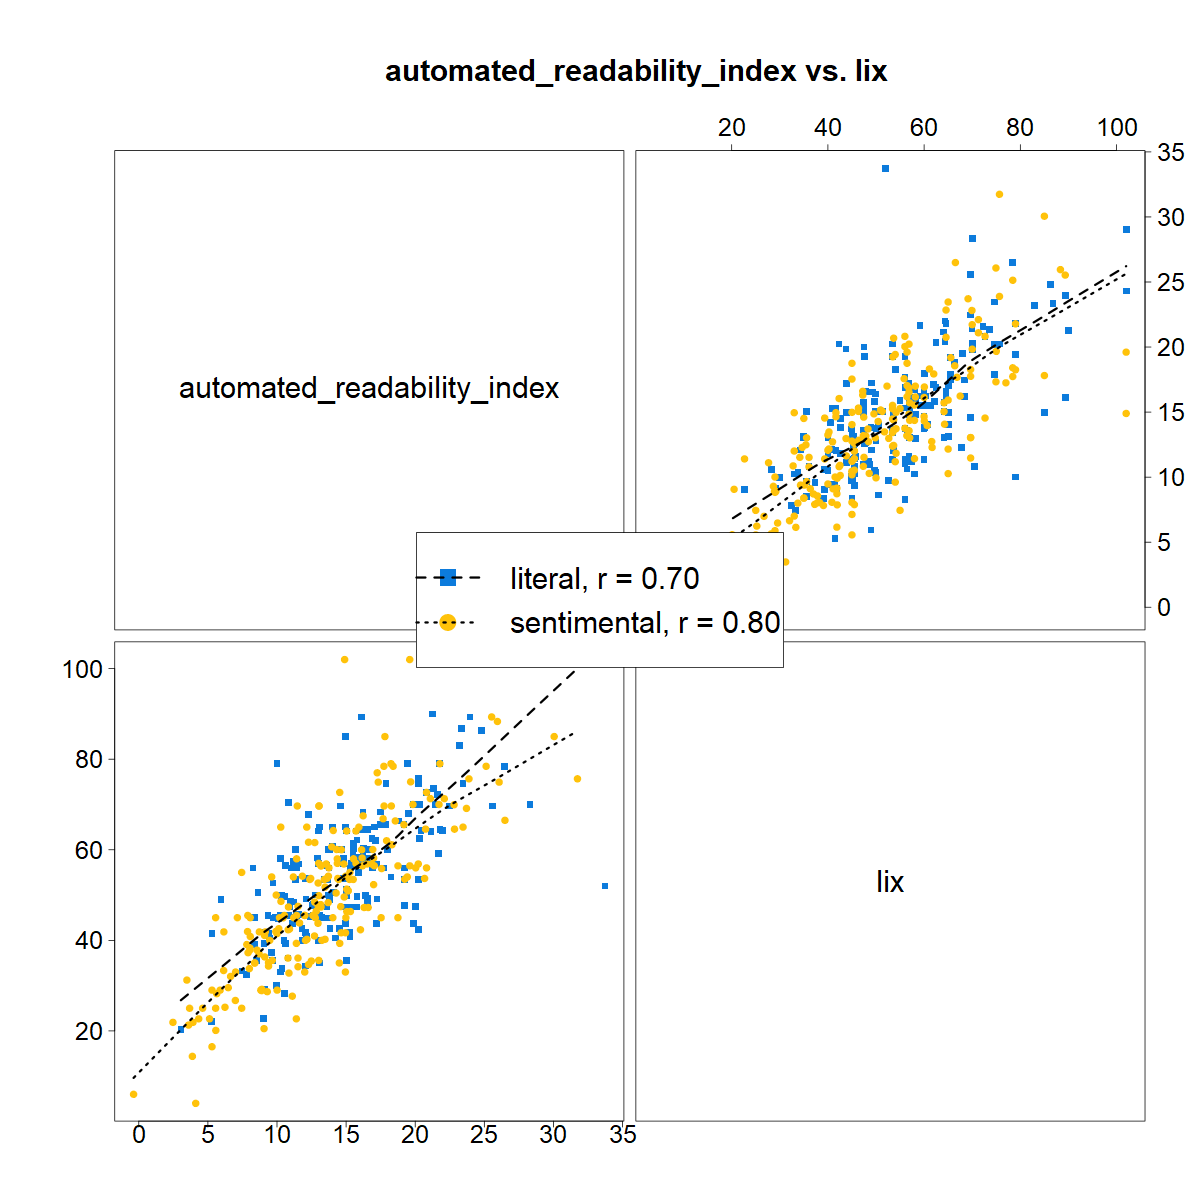 automated_readability_index vs. lix
20 40 60 80 100
35
30
25
20
15
10
5
0
automated_readability_index
literal, r = 0.70
sentimental, r = 0.80
100
80
60
40
20
lix
0 5 10 15 20 25 30 35